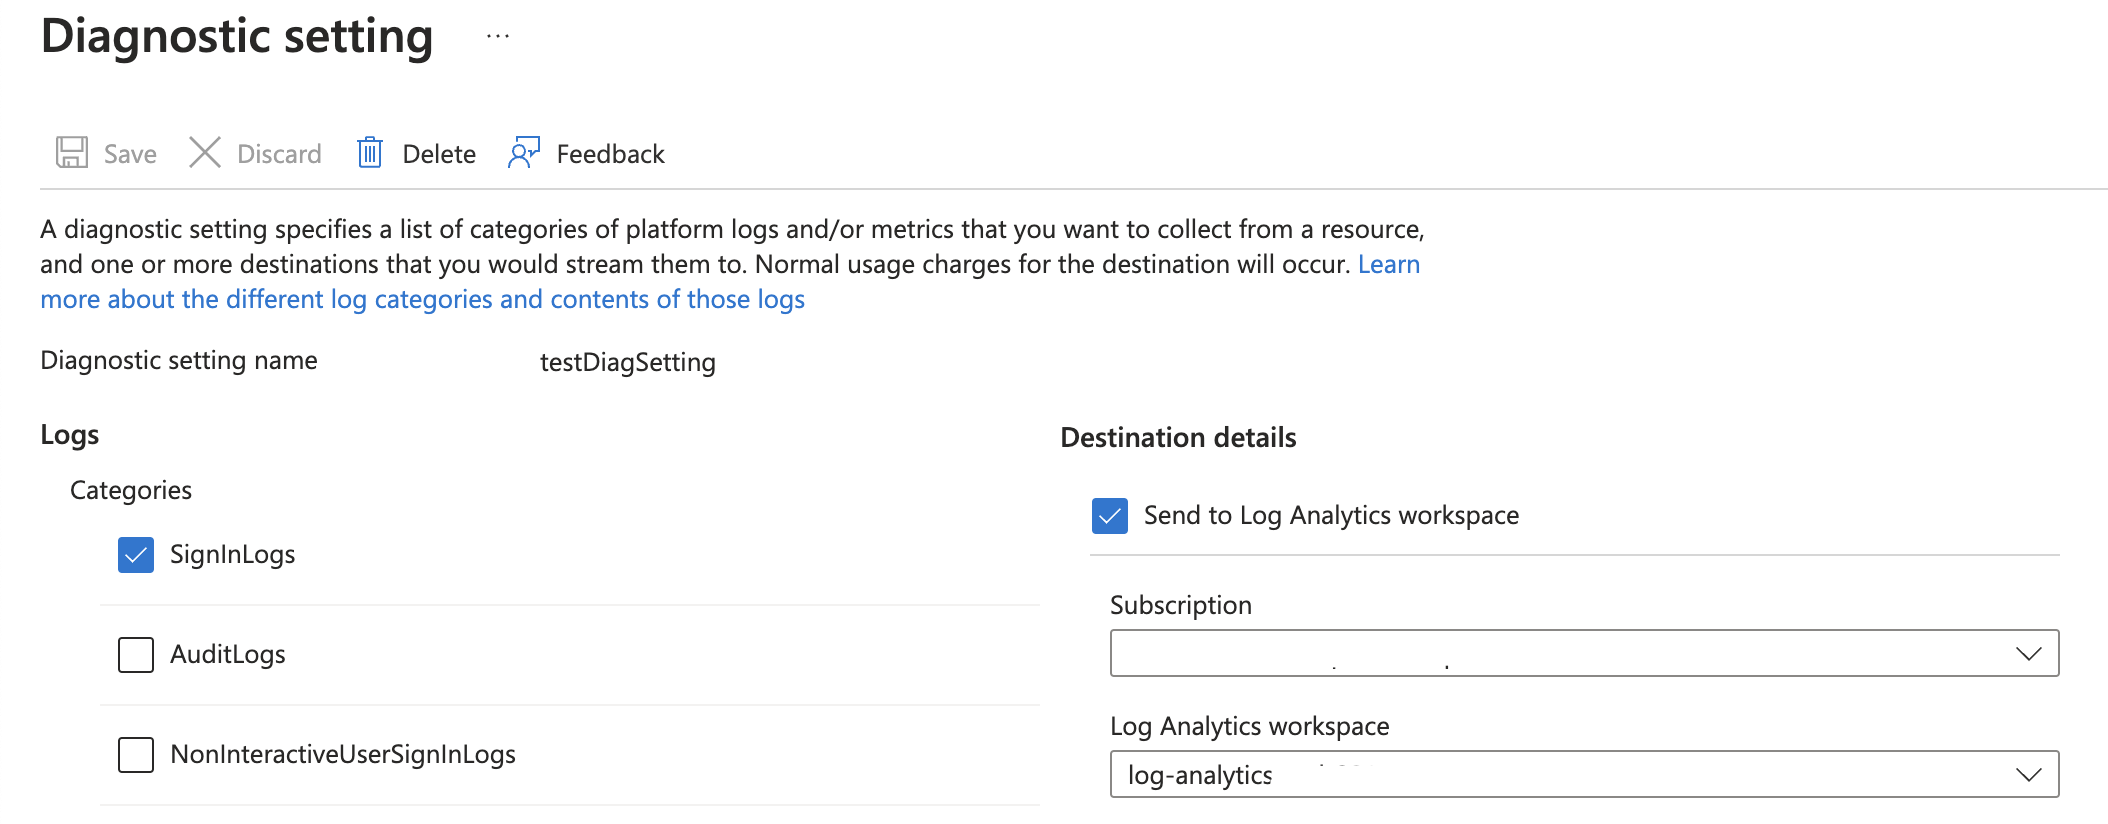 Diagnostic setting ...
Save Discard Delete Feedback
A diagnostic setting specifies a list of categories of platform logs and/or metrics that you want to collect from a resource,
and one or more destinations that you would stream them to. Normal usage charges for the destination will occur. Learn
more about the different log categories and contents of those logs
Diagnostic setting name testDiagSetting
Logs
Categories
SignInLogs
AuditLogs
NonInteractiveUserSignInLogs
Destination details
Send to Log Analytics workspace
Subscription
Log Analytics workspace
log-analytics